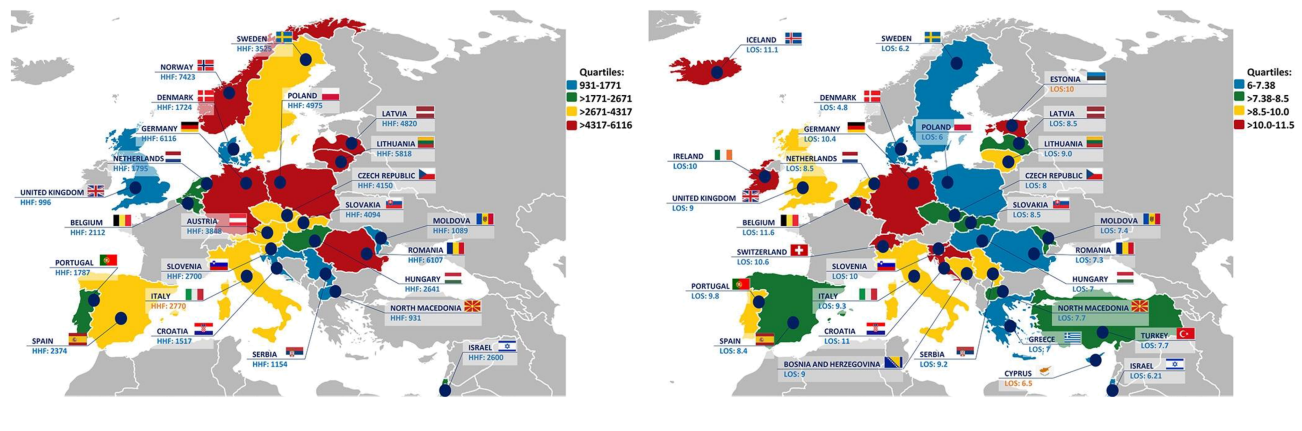 SWEDEN
HHF: 3525
NORWAY
HHF: 7423
DENMARK
HHF: 1724
POLAND
HHF: 4975
LATVIA
HHF: 4820
GERMANY
HHF: 6116
LITHUANIA
HHF: 5818
NETHERLANDS
HHF: 1795
CZECH REPUBLIC
HHF: 4150
UNITED KINGDOM
HHF: 996
SLOVAKIA
HHF: 4094
BELGIUM
HHF: 2112
AUSTRIA
HHF: 3848
MOLDOVA
HHF: 1089
ROMANIA
HHF: 6107
PORTUGAL
HHF: 1787
SLOVENIA
HHF: 2700
HUNGARY
HHF: 2641
ITALY
HHF: 2770
NORTH MACEDONIA
HHF: 931
CROATIA
HHF: 1517
SPAIN
HHF: 2374
SERBIA
HHF: 1154
ISRAEL
HHF: 2600
Quartiles:
931-1771
>1771-2671
>2671-4317
>4317-6116
ICELAND
LOS: 11.1
SWEDEN
LOS: 6.2
ESTONIA
LOS:10
DENMARK
LOS: 4.8
LATVIA
LOS: 8.5
GERMANY
LOS: 10.4
POLAND
LOS: 6
LITHUANIA
LOS: 9.0
IRELAND
LOS:10
NETHERLANDS
LOS: 8.5
CZECH REPUBLIC
LOS: 8
UNITED KINGDOM
LOS: 9
SLOVAKIA
LOS: 8.5
BELGIUM
LOS: 11.6
MOLDOVA
LOS: 7.4
SWITZERLAND
LOS: 10.6
ROMANIA
LOS: 7.3
SLOVENIA
LOS: 10
HUNGARY
LOS: 7
PORTUGAL
LOS: 9.8
ITALY
LOS: 9.3
NORTH MACEDONIA
LOS: 7.7
CROATIA
LOS: 11
GREECE
LOS: 7
TURKEY
LOS: 7.7
SPAIN
LOS: 8.4
SERBIA
LOS: 9.2
BOSNIA AND HERZEGOVINA
LOS: 9
CYPRUS
LOS: 6.5
ISRAEL
LOS: 6.21
Quartiles:
6-7.38
>7.38-8.5
>8.5-10.0
>10.0-11.5